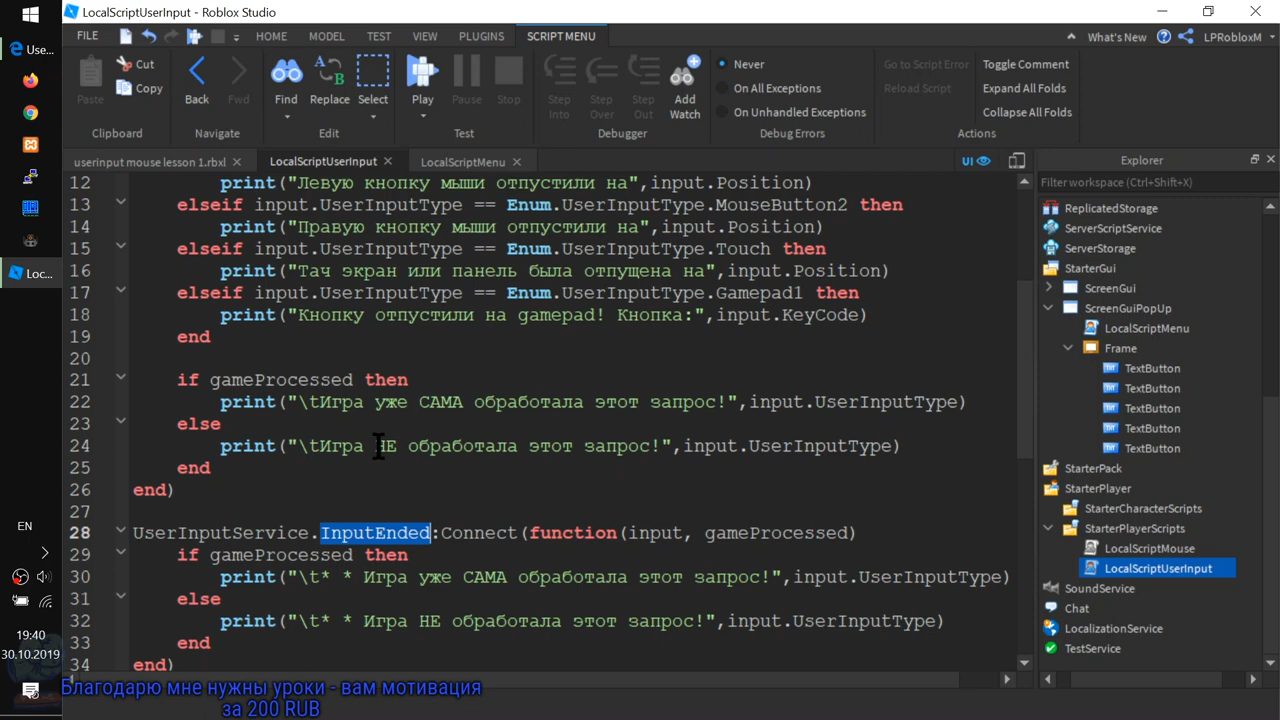 LocalScriptUserInput - Roblox Studio
Use...
FILE HOME MODEL TEST VIEW PLUGINS SCRIPT MENU What's New LPRobloxM
Paste Cut Copy Back Fwd Find Replace Select Play Pause Stop Step Into Step Over Step Out Add Watch
Never
On All Exceptions
On Unhandled Exceptions
Go to Script Error
Reload Script
Toggle Comment
Expand All Folds
Collapse All Folds
Clipboard Navigate Edit Test Debugger Debug Errors Actions
userinput mouse lesson 1.rbxl LocalScriptUserInput LocalScriptMenu UI
12 print("Левую кнопку мыши отпустили на",input.Position)
13 elseif input.UserInputType == Enum.UserInputType.MouseButton2 then
14 print("Правую кнопку мыши отпустили на",input.Position)
15 elseif input.UserInputType == Enum.UserInputType.Touch then
16 print("Тач экран или панель была отпущена на",input.Position)
17 elseif input.UserInputType == Enum.UserInputType.Gamepad1 then
18 print("Кнопку отпустили на gamepad! Кнопка:",input.KeyCode)
19 end
20
21 if gameProcessed then
22 print("\tИгра уже САМА обработала этот запрос!",input.UserInputType)
23 else
24 print("\tИгра НЕ обработала этот запрос!",input.UserInputType)
25 end
26 end)
27
28 UserInputService.InputEnded:Connect(function(input, gameProcessed)
29 if gameProcessed then
30 print("\t* * Игра уже САМА обработала этот запрос!",input.UserInputType)
31 else
32 print("\t* * Игра НЕ обработала этот запрос!",input.UserInputType)
33 end
34 end)
Explorer
Filter workspace (Ctrl+Shift+X)
ReplicatedStorage
ServerScriptService
ServerStorage
StarterGui
ScreenGui
ScreenGuiPopUp
LocalScriptMenu
Frame
TextButton
TextButton
TextButton
TextButton
TextButton
StarterPack
StarterPlayer
StarterCharacterScripts
StarterPlayerScripts
LocalScriptMouse
LocalScriptUserInput
SoundService
Chat
LocalizationService
TestService
Loc...
EN
19:40
30.10.2019
Благодарю мне нужны уроки - вам мотивация
за 200 RUB